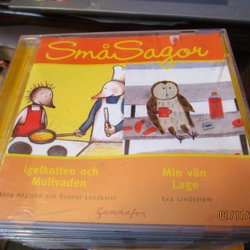 SmåSagor
Igelkotten och
Mullvaden
Anna Höglund och Gunnar Lundkvist
Min vän
Lage
Eva Lindström
Gammafon